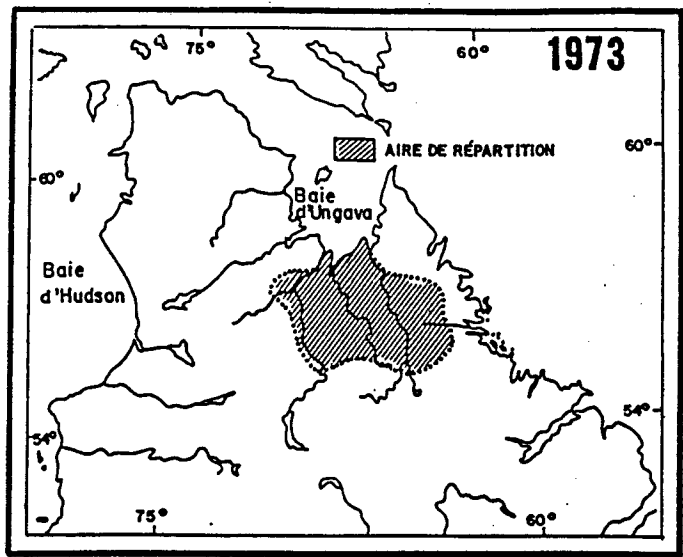 75°
60°
1973
AIRE DE RÉPARTITION
60°
60°
Baie
d'Ungava
Baie
d'Hudson
54°
54°
75°
60°